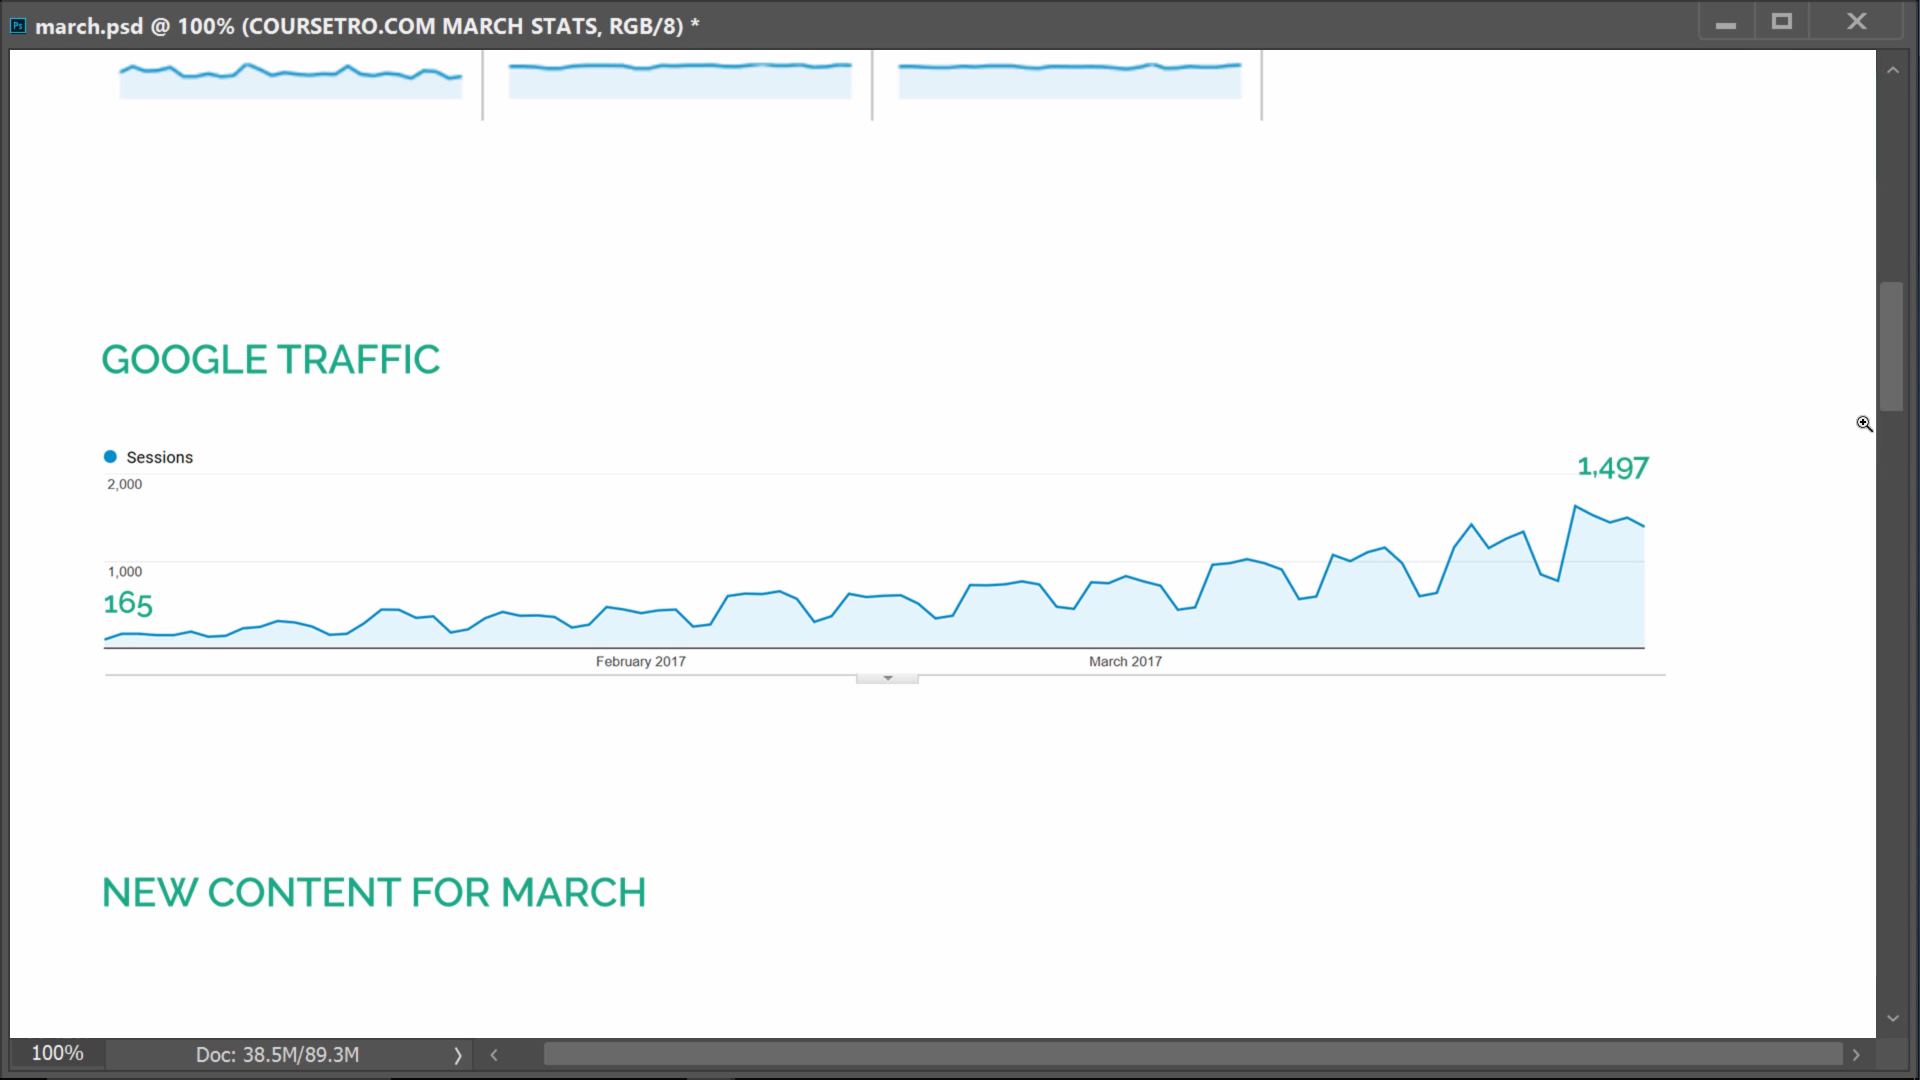 Ps march.psd @ 100% (COURSETRO.COM MARCH STATS, RGB/8) *
GOOGLE TRAFFIC
Sessions
1,497
2,000
1,000
165
February 2017
March 2017
NEW CONTENT FOR MARCH
100%
Doc: 38.5M/89.3M